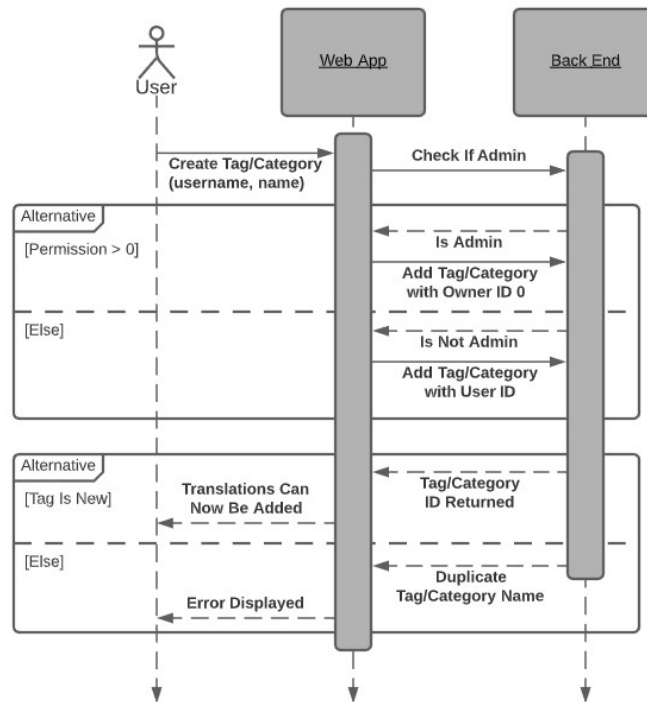 Web App
Back End
User
Create Tag/Category
(username, name)
Check If Admin
Alternative
[Permission > 0]
Is Admin
Add Tag/Category
with Owner ID 0
[Else]
Is Not Admin
Add Tag/Category
with User ID
Alternative
[Tag Is New]
Tag/Category
ID Returned
Translations Can
Now Be Added
[Else]
Duplicate
Tag/Category Name
Error Displayed